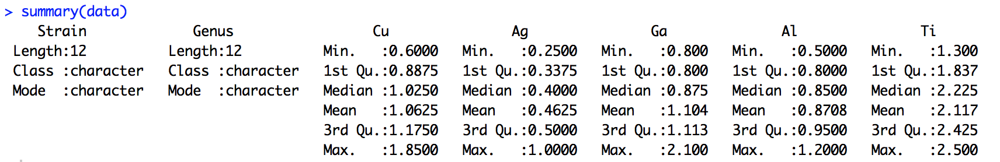 > summary(data)
    Strain              Genus                 Cu               Ag               Ga              Al               Ti
 Length:12          Length:12          Min.   :0.6000   Min.   :0.2500   Min.   :0.800   Min.   :0.5000   Min.   :1.300
 Class :character   Class :character   1st Qu.:0.8875   1st Qu.:0.3375   1st Qu.:0.800   1st Qu.:0.8000   1st Qu.:1.837
 Mode  :character   Mode  :character   Median :1.0250   Median :0.4000   Median :0.875   Median :0.8500   Median :2.225
                                       Mean   :1.0625   Mean   :0.4625   Mean   :1.104   Mean   :0.8708   Mean   :2.117
                                       3rd Qu.:1.1750   3rd Qu.:0.5000   3rd Qu.:1.113   3rd Qu.:0.9500   3rd Qu.:2.425
                                       Max.   :1.8500   Max.   :1.0000   Max.   :2.100   Max.   :1.2000   Max.   :2.500